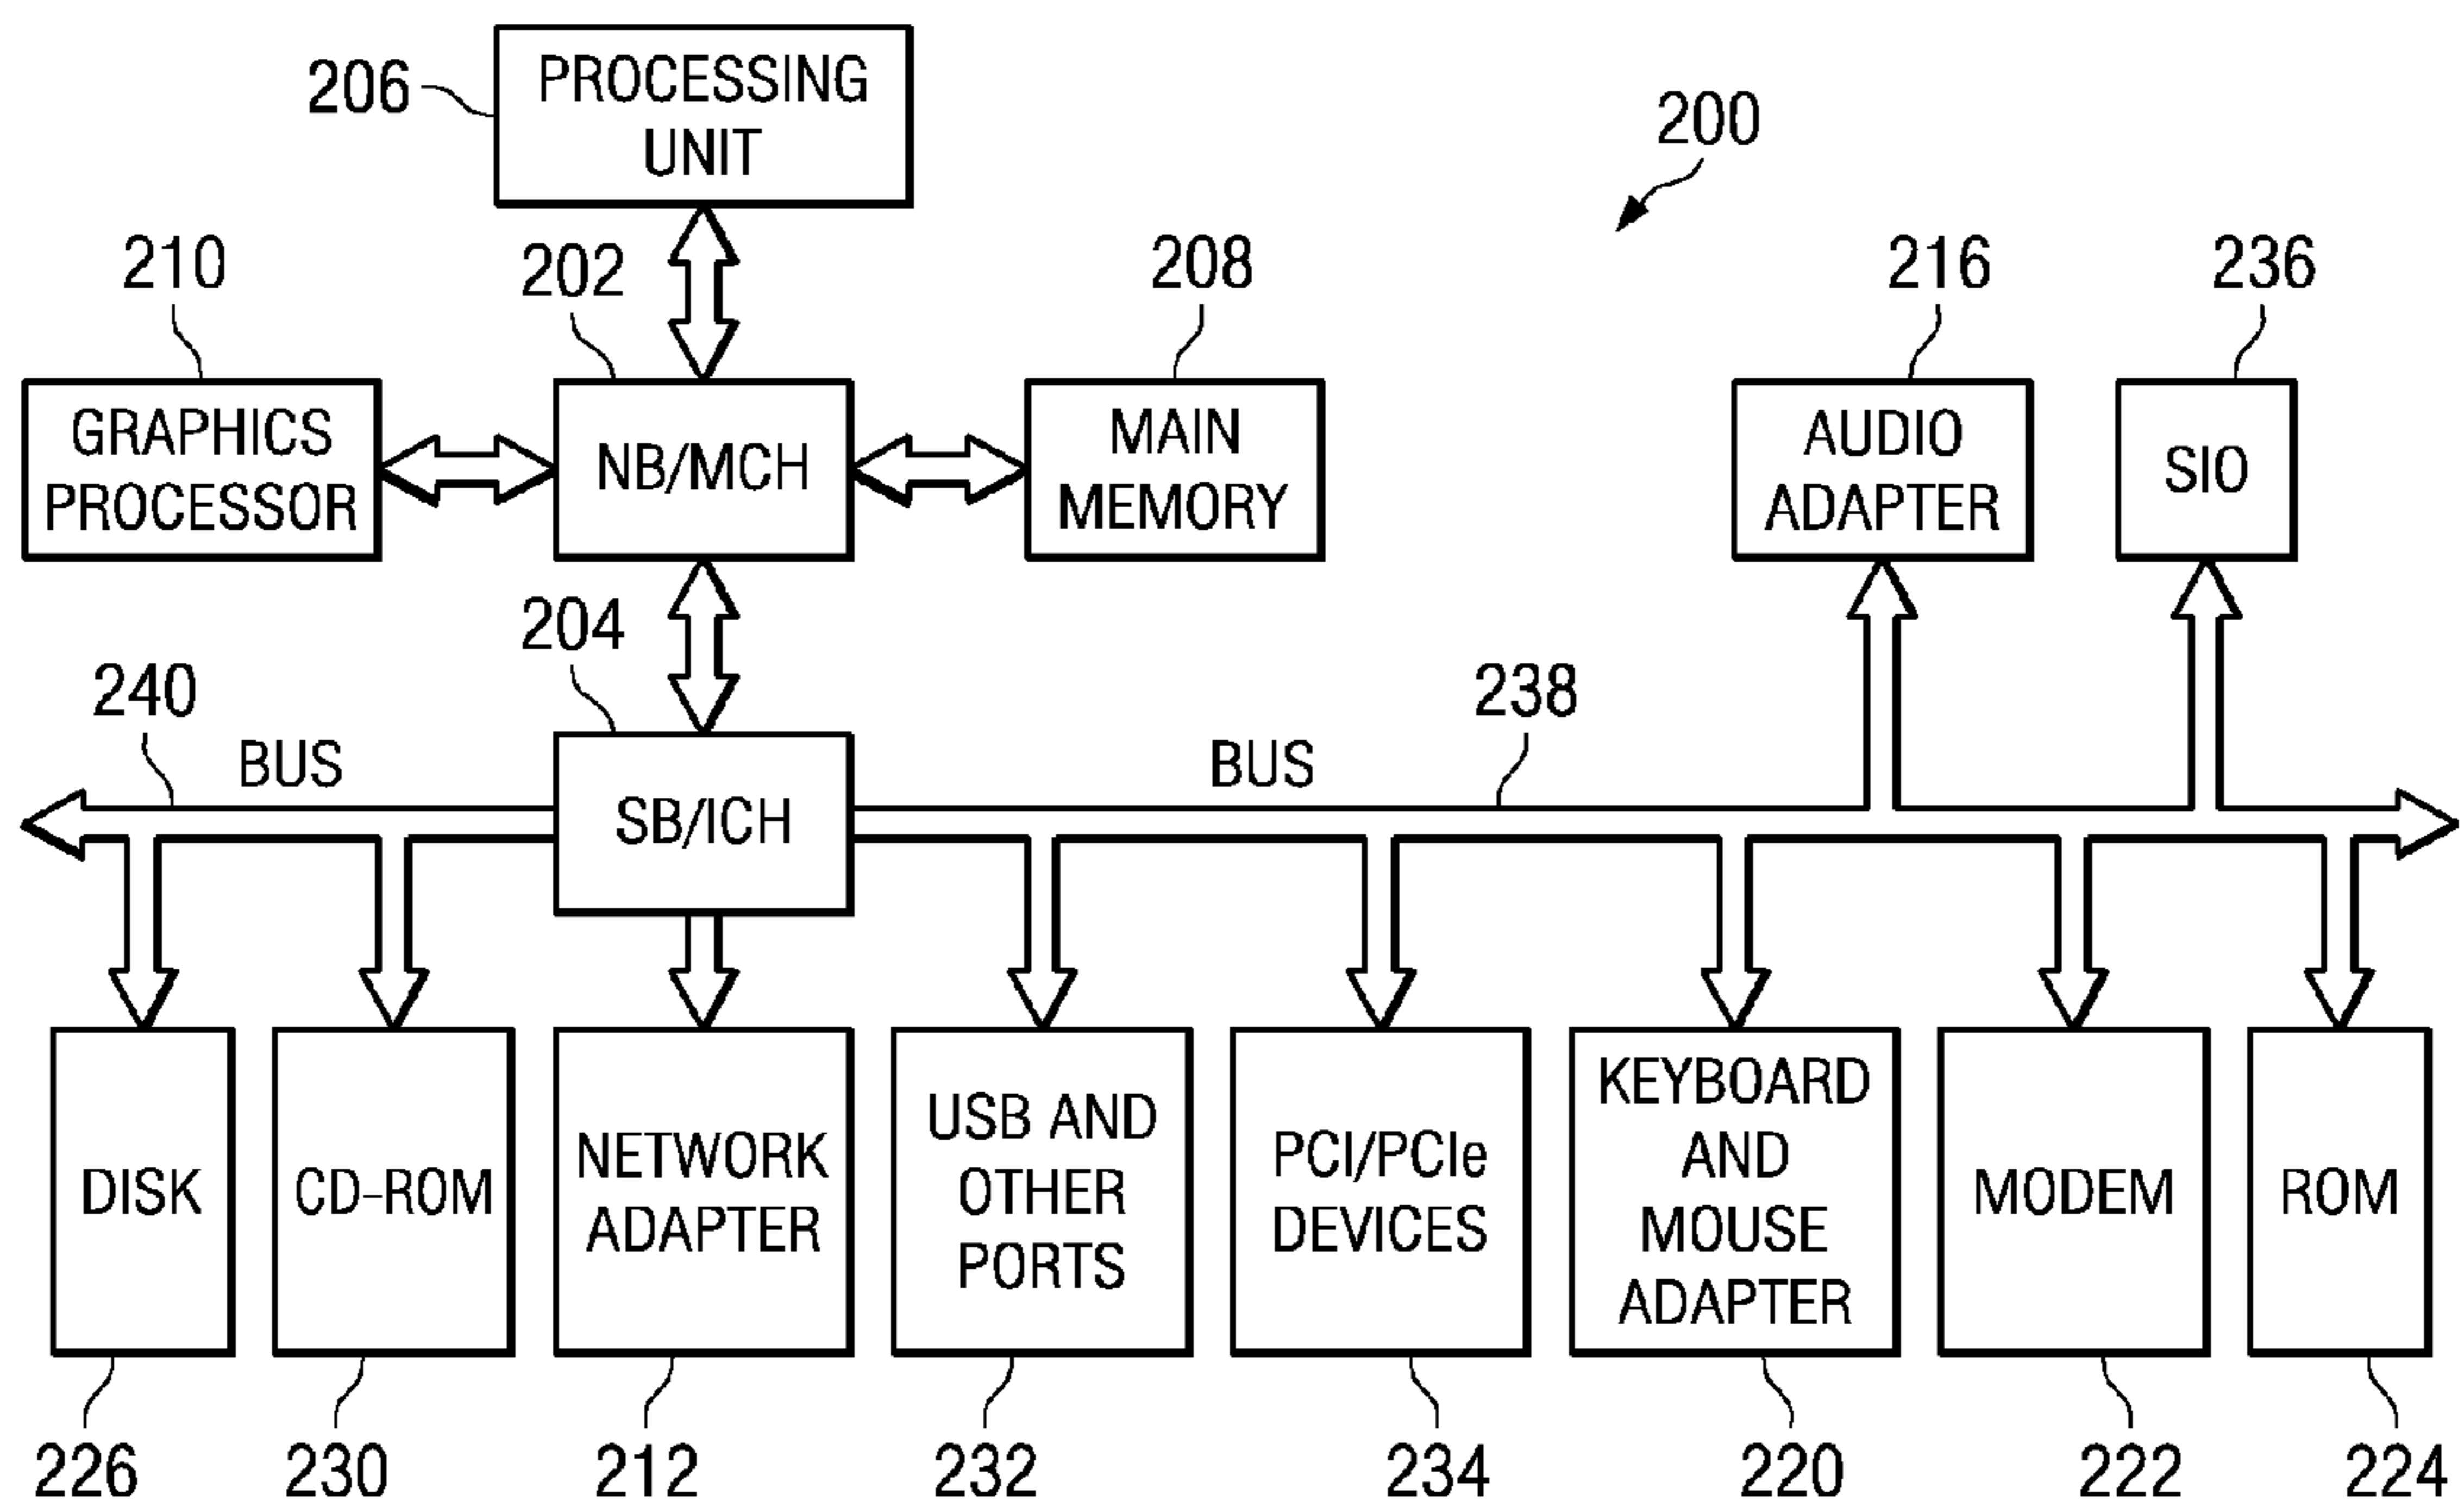 206
PROCESSING
UNIT
200
210
202
208
216
236
GRAPHICS
PROCESSOR
NB/MCH
MAIN
MEMORY
AUDIO
ADAPTER
SIO
204
240
238
BUS
BUS
SB/ICH
DISK
CD-ROM
NETWORK
ADAPTER
USB AND
OTHER
PORTS
PCI/PCIe
DEVICES
KEYBOARD
AND
MOUSE
ADAPTER
MODEM
ROM
226
230
212
232
234
220
222
224